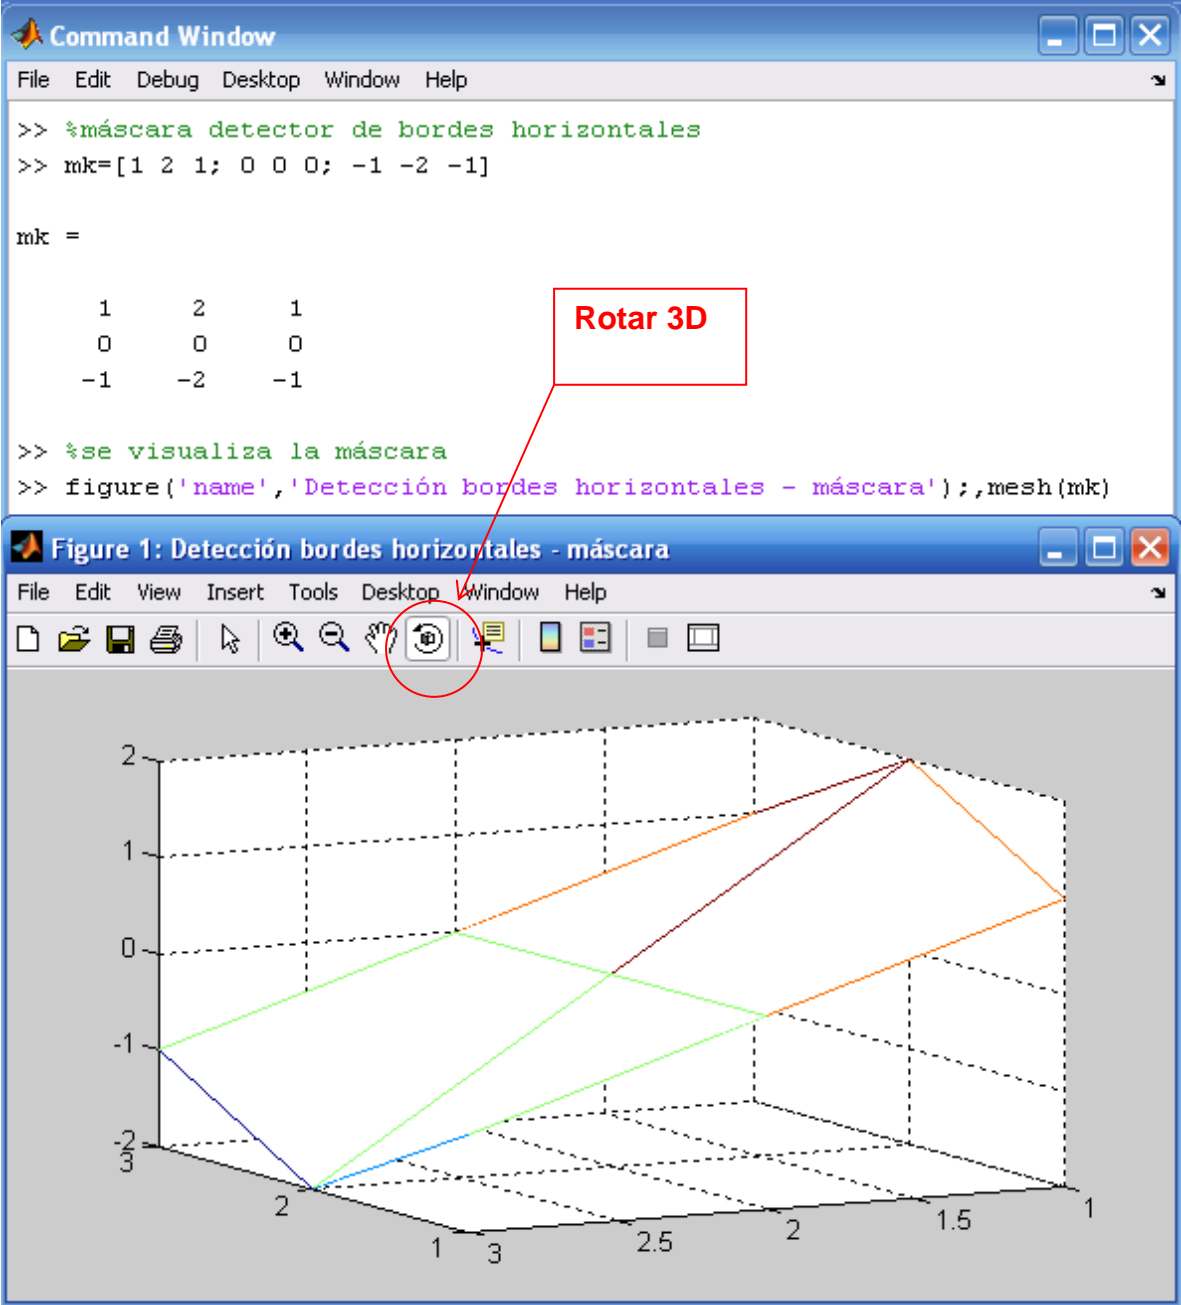 Command Window
File Edit Debug Desktop Window Help
>> %máscara detector de bordes horizontales
>> mk=[1 2 1; 0 0 0; -1 -2 -1]
mk =
1 2 1
0 0 0
-1 -2 -1
Rotar 3D
>> %se visualiza la máscara
>> figure('name','Detección bordes horizontales - máscara');,mesh(mk)
Figure 1: Detección bordes horizontales - máscara
File Edit View Insert Tools Desktop Window Help
2
1
0
-1
-2
3
2
1
3
2.5
2
1.5
1